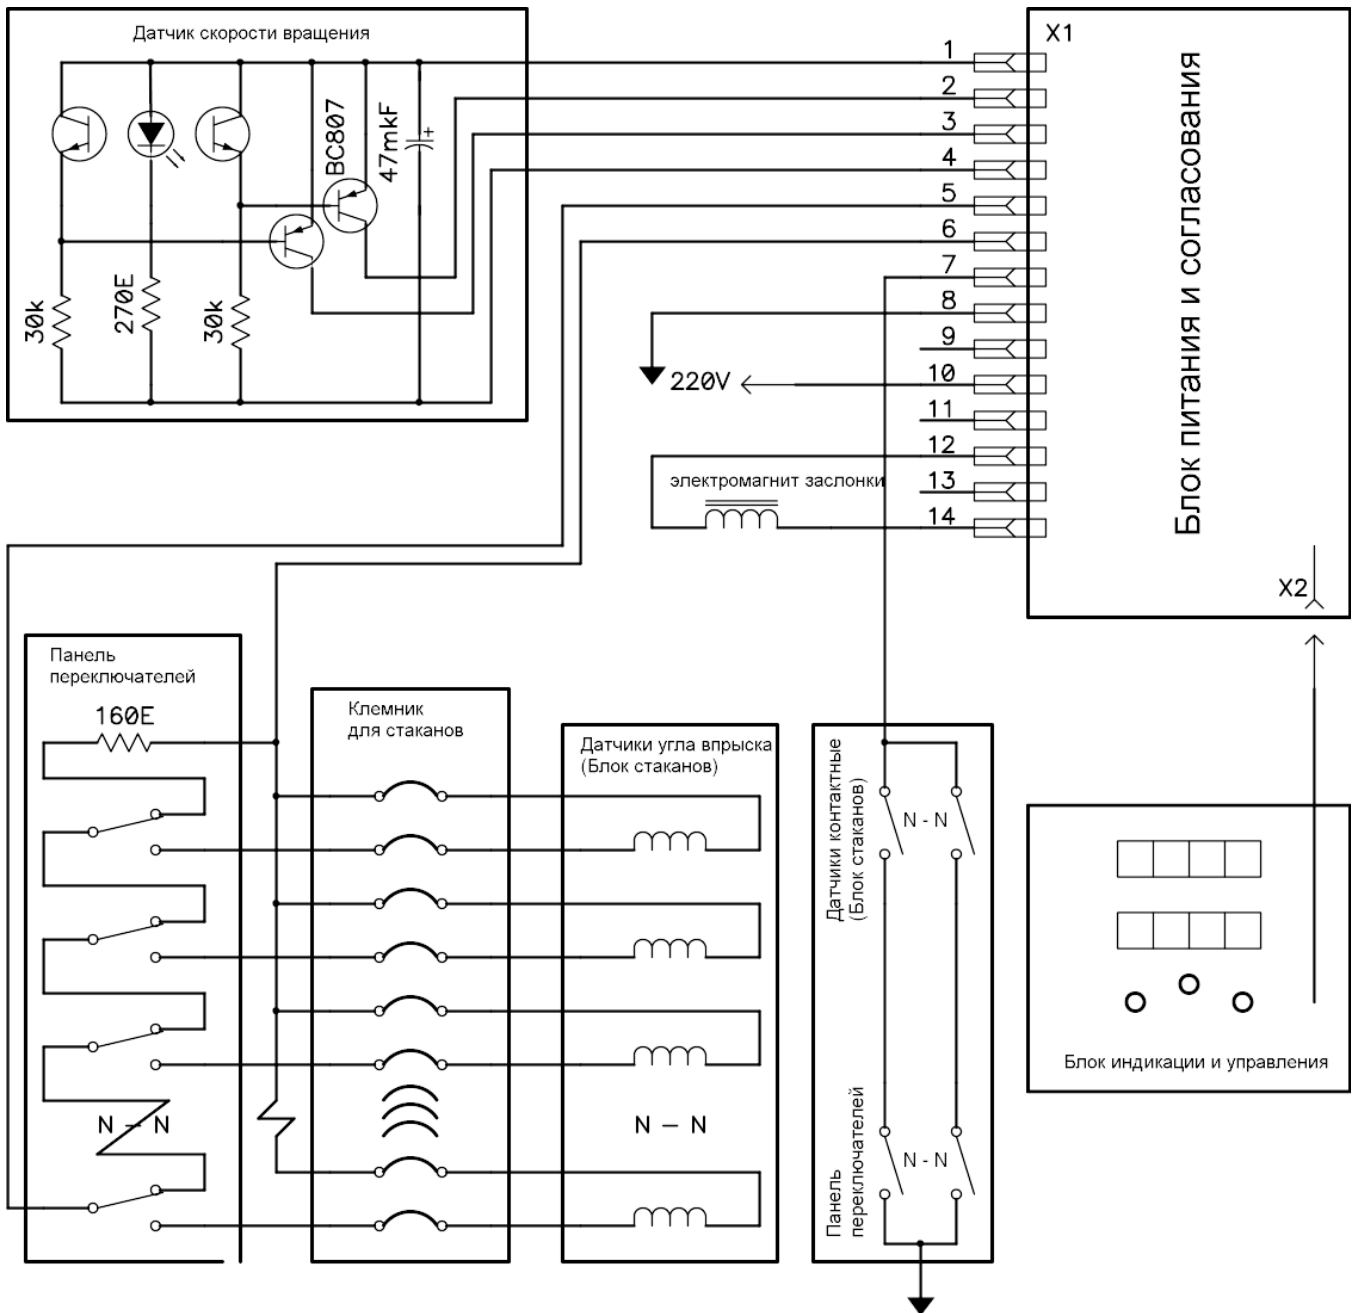 Датчик скорости вращения
BC807
47mkF
+
30k
270E
30k
X1
1
2
3
4
5
6
7
8
9
10
11
12
13
14
220V
электромагнит заслонки
Блок питания и согласования
X2
Панель
переключателей
160E
N – N
Клемник
для стаканов
Датчики угла впрыска
(Блок стаканов)
N – N
Датчики контактные
(Блок стаканов)
N - N
Панель
переключателей
N - N
Блок индикации и управления